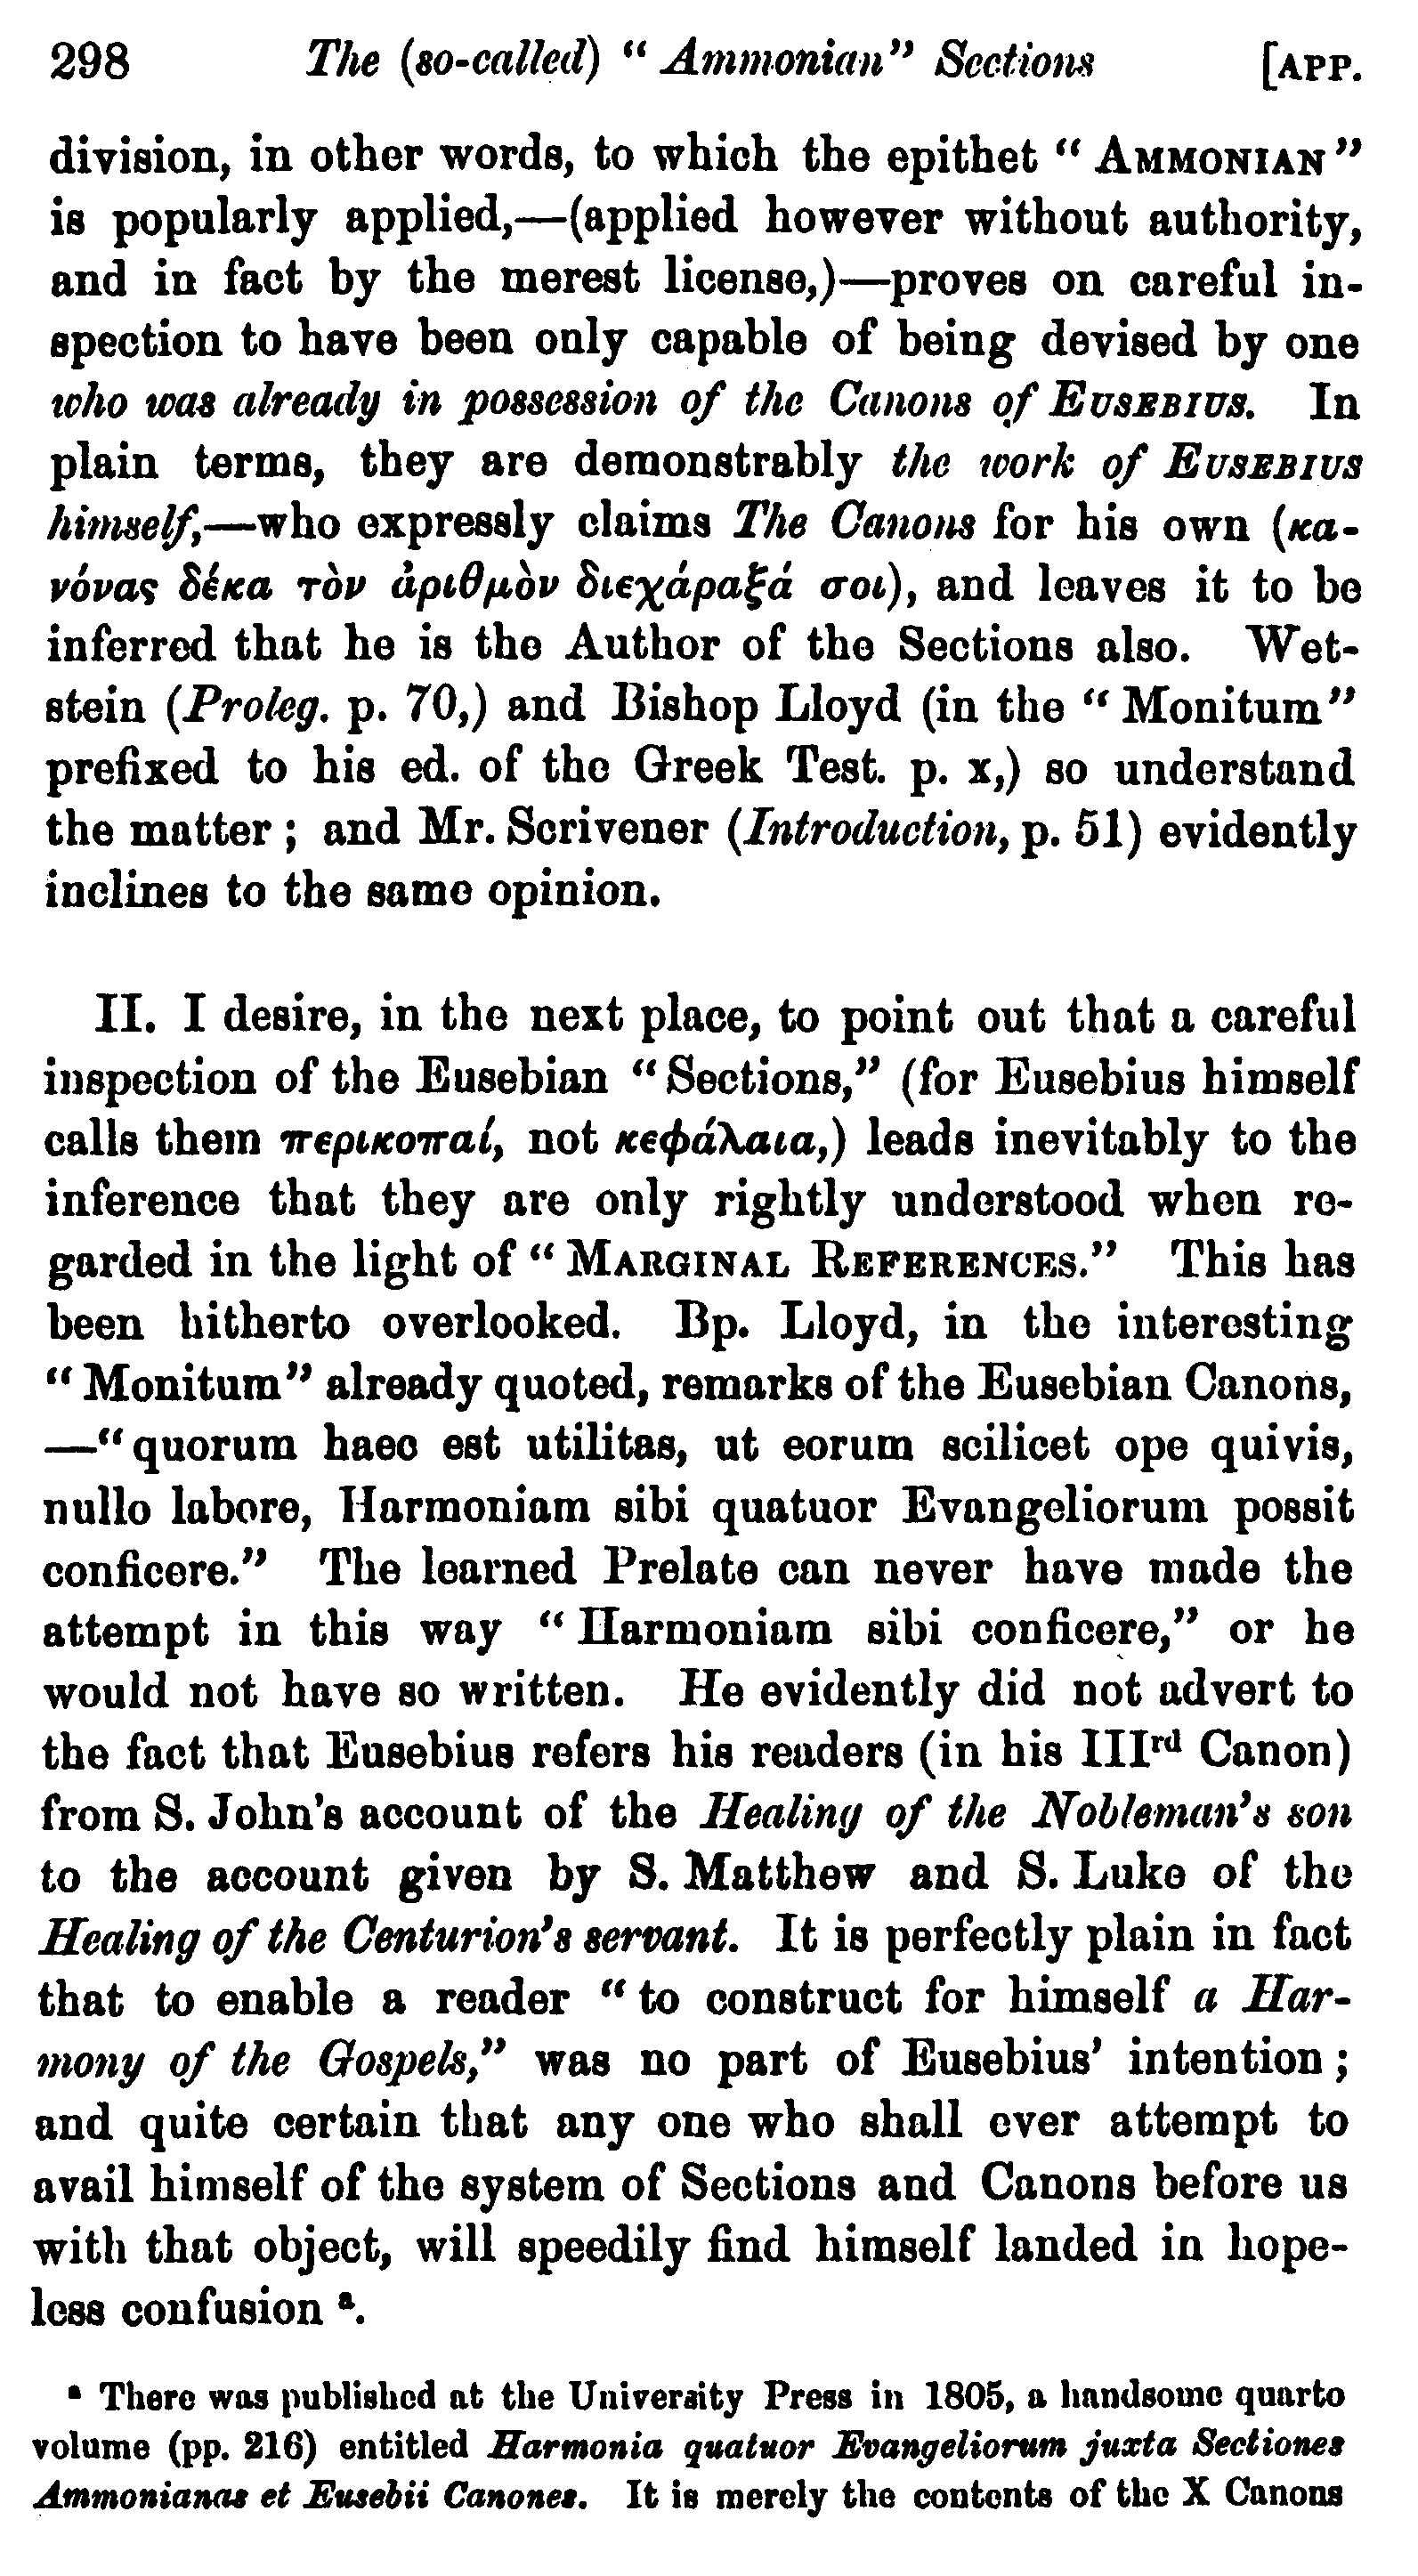 298 The (so-called) “Ammonian” Sections [APP.
division, in other words, to which the epithet “AMMONIAN”
is popularly applied,—(applied however without authority,
and in fact by the merest license,)—proves on careful in-
spection to have been only capable of being devised by one
who was already in possession of the Canons of EUSEBIUS. In
plain terms, they are demonstrably the work of EUSEBIUS
himself,—who expressly claims The Canons for his own (κα-
νόνας δέκα τὸν ἀριθμὸν διεχάραξά σοι), and leaves it to be
inferred that he is the Author of the Sections also. Wet-
stein (Proleg. p. 70,) and Bishop Lloyd (in the “Monitum”
prefixed to his ed. of the Greek Test. p. x,) so understand
the matter; and Mr. Scrivener (Introduction, p. 51) evidently
inclines to the same opinion.
II. I desire, in the next place, to point out that a careful
inspection of the Eusebian “Sections,” (for Eusebius himself
calls them περικοπαί, not κεφάλαια,) leads inevitably to the
inference that they are only rightly understood when re-
garded in the light of “MARGINAL REFERENCES.” This has
been hitherto overlooked. Bp. Lloyd, in the interesting
“Monitum” already quoted, remarks of the Eusebian Canons,
—“quorum haec est utilitas, ut eorum scilicet ope quivis,
nullo labore, Harmoniam sibi quatuor Evangeliorum possit
conficere.” The learned Prelate can never have made the
attempt in this way “Harmoniam sibi conficere,” or he
would not have so written. He evidently did not advert to
the fact that Eusebius refers his readers (in his IIIrd Canon)
from S. John’s account of the Healing of the Nobleman’s son
to the account given by S. Matthew and S. Luke of the
Healing of the Centurion’s servant. It is perfectly plain in fact
that to enable a reader “to construct for himself a Har-
mony of the Gospels,” was no part of Eusebius’ intention;
and quite certain that any one who shall ever attempt to
avail himself of the system of Sections and Canons before us
with that object, will speedily find himself landed in hope-
less confusion a.
a There was published at the University Press in 1805, a handsome quarto
volume (pp. 216) entitled Harmonia quatuor Evangeliorum juxta Sectiones
Ammonianas et Eusebii Canones. It is merely the contents of the X Canons